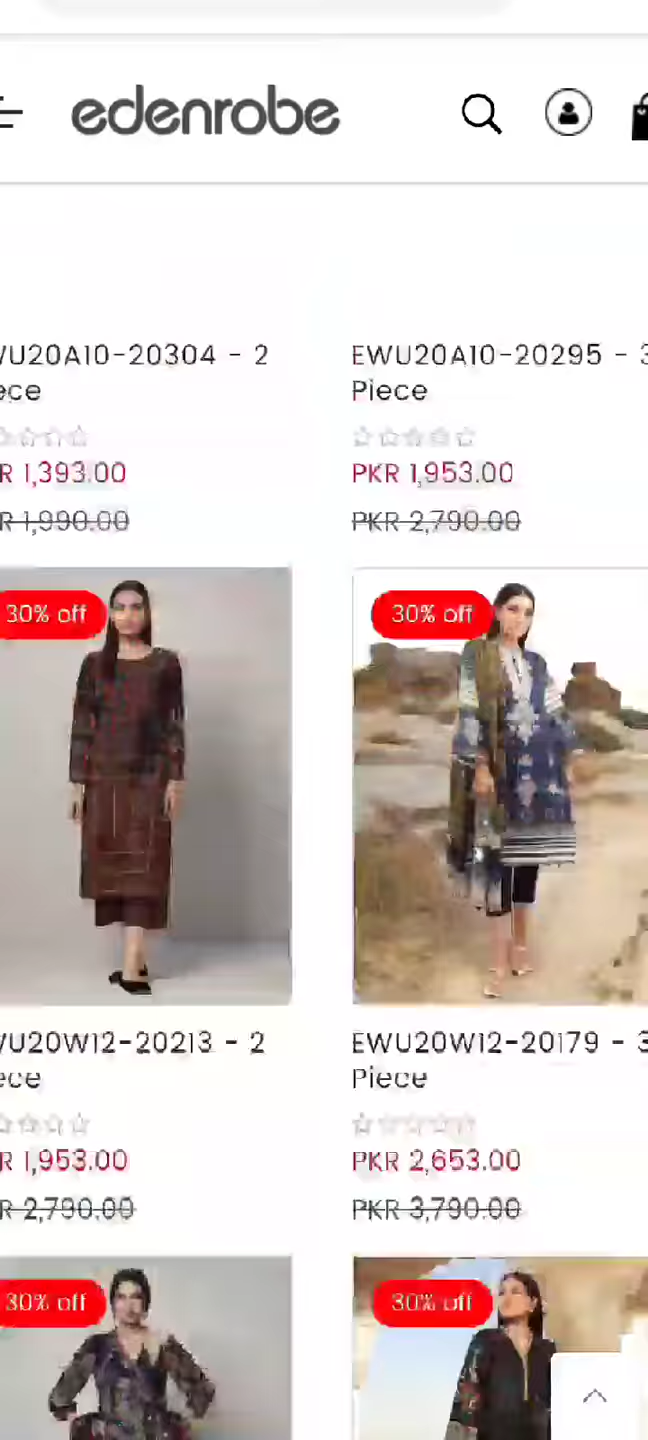 edenrobe
WU20A10-20304 - 2
ece
R 1,393.00
R 1,990.00
EWU20A10-20295 - 3
Piece
PKR 1,953.00
PKR 2,790.00
30% off
30% off
WU20W12-20213 - 2
ece
R 1,953.00
R 2,790.00
EWU20W12-20179 - 3
Piece
PKR 2,653.00
PKR 3,790.00
30% off
30% off